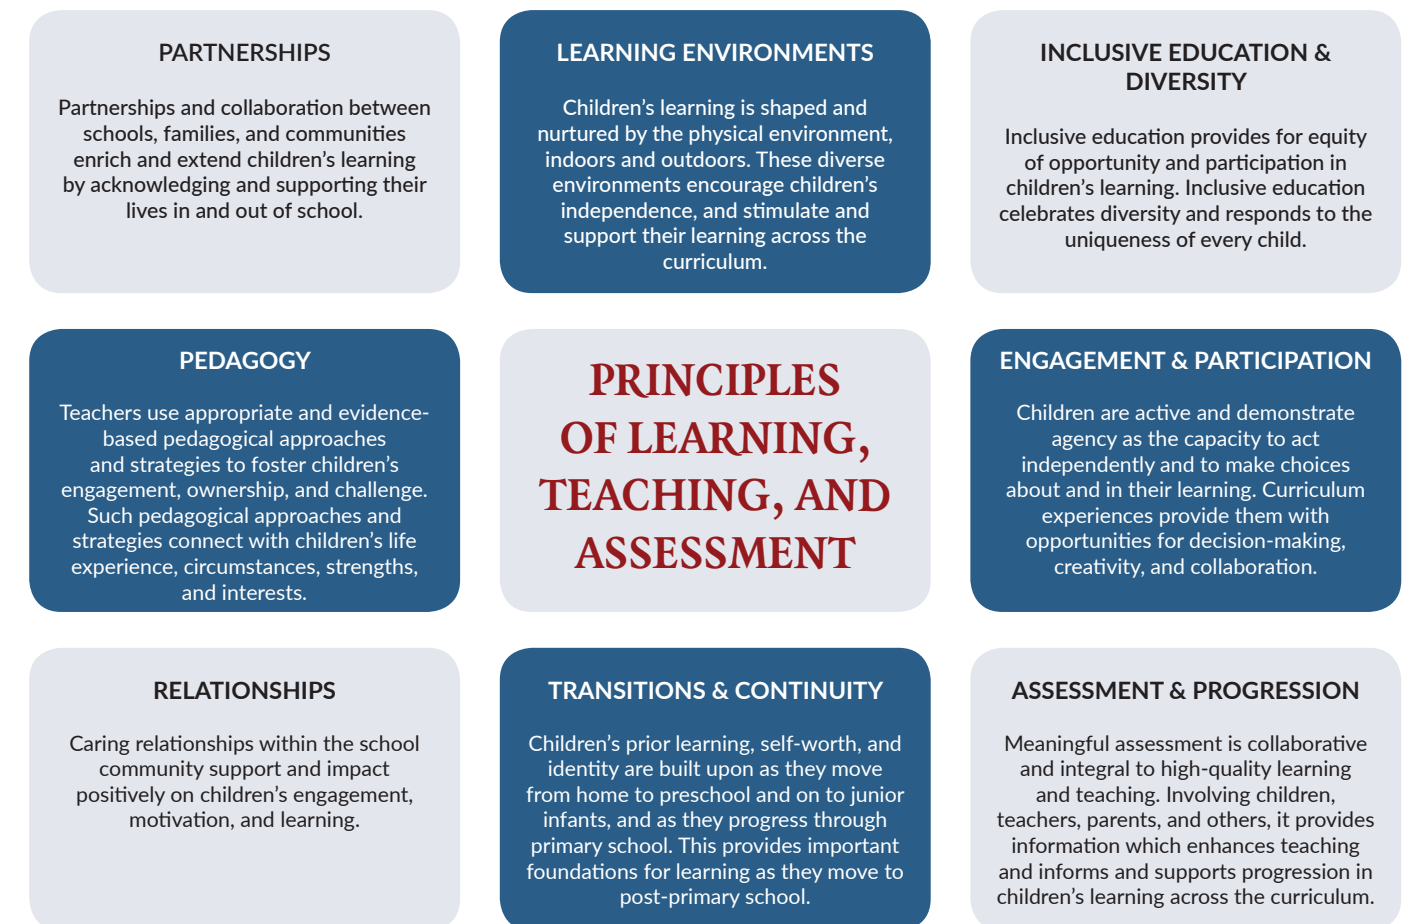 PARTNERSHIPS
Partnerships and collaboration between
schools, families, and communities
enrich and extend children’s learning
by acknowledging and supporting their
lives in and out of school.
LEARNING ENVIRONMENTS
Children’s learning is shaped and
nurtured by the physical environment,
indoors and outdoors. These diverse
environments encourage children’s
independence, and stimulate and
support their learning across the
curriculum.
INCLUSIVE EDUCATION &
DIVERSITY
Inclusive education provides for equity
of opportunity and participation in
children’s learning. Inclusive education
celebrates diversity and responds to the
uniqueness of every child.
PEDAGOGY
Teachers use appropriate and evidence-
based pedagogical approaches
and strategies to foster children’s
engagement, ownership, and challenge.
Such pedagogical approaches and
strategies connect with children’s life
experience, circumstances, strengths,
and interests.
PRINCIPLES
OF LEARNING,
TEACHING, AND
ASSESSMENT
ENGAGEMENT & PARTICIPATION
Children are active and demonstrate
agency as the capacity to act
independently and to make choices
about and in their learning. Curriculum
experiences provide them with
opportunities for decision-making,
creativity, and collaboration.
RELATIONSHIPS
Caring relationships within the school
community support and impact
positively on children’s engagement,
motivation, and learning.
TRANSITIONS & CONTINUITY
Children’s prior learning, self-worth, and
identity are built upon as they move
from home to preschool and on to junior
infants, and as they progress through
primary school. This provides important
foundations for learning as they move to
post-primary school.
ASSESSMENT & PROGRESSION
Meaningful assessment is collaborative
and integral to high-quality learning
and teaching. Involving children,
teachers, parents, and others, it provides
information which enhances teaching
and informs and supports progression in
children’s learning across the curriculum.